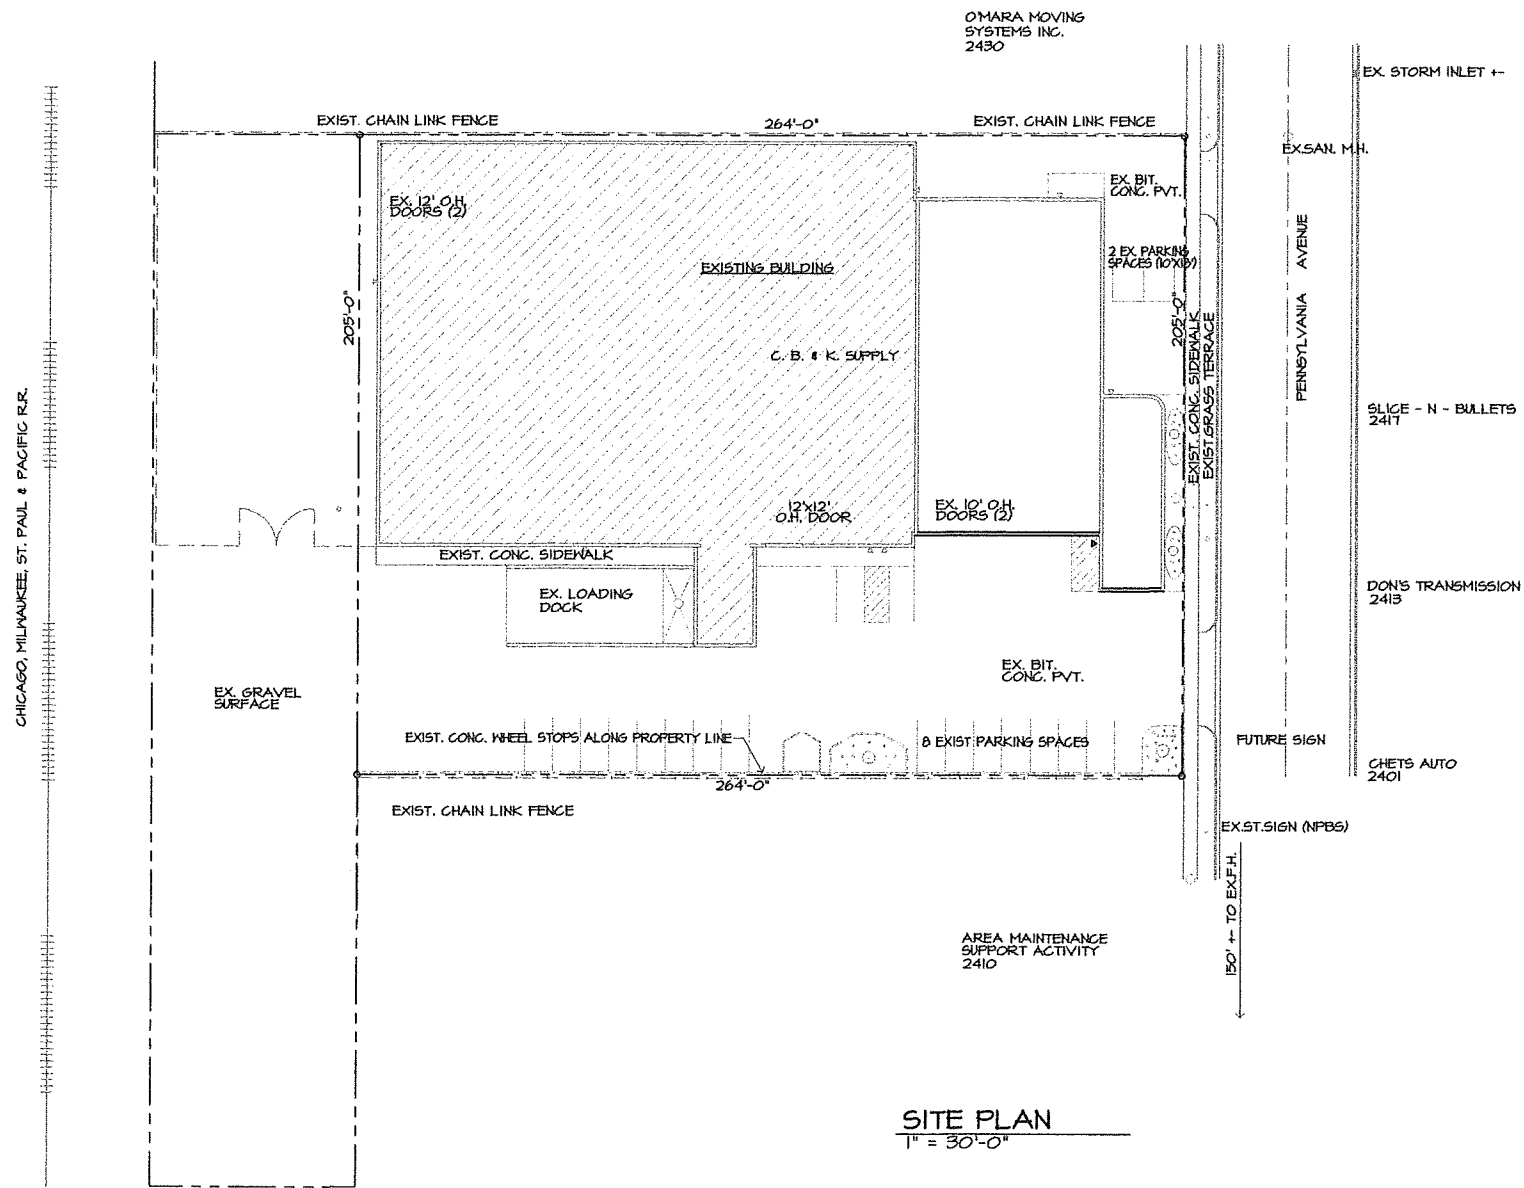 O'MARA MOVING
SYSTEMS INC.
2430
EX. STORM INLET +-
EXIST. CHAIN LINK FENCE
264'-0"
EXIST. CHAIN LINK FENCE
EX.SAN. M.H.
EX. BIT.
CONC. PVT.
EX. 12' O.H.
DOORS (2)
2 EX. PARKING
SPACES (10'X18')
EXISTING BUILDING
PENNSYLVANIA AVENUE
205'-0"
205'-0"
C. B. & K. SUPPLY
EXIST. CONC. SIDEWALK
EXIST.GRASS TERRACE
CHICAGO, MILWAUKEE, ST. PAUL & PACIFIC R.R.
SLICE - N - BULLETS
2417
12'x12'
O.H. DOOR
EX. 10' O.H.
DOORS (2)
EXIST. CONC. SIDEWALK
EX. LOADING
DOCK
DON'S TRANSMISSION
2413
EX. BIT.
CONC. PVT.
EX. GRAVEL
SURFACE
EXIST. CONC. WHEEL STOPS ALONG PROPERTY LINE
8 EXIST PARKING SPACES
FUTURE SIGN
CHETS AUTO
2401
264'-0"
EXIST. CHAIN LINK FENCE
EX.ST.SIGN (NPBS)
150' +- TO EX.F.H.
AREA MAINTENANCE
SUPPORT ACTIVITY
2410
SITE PLAN
1" = 30'-0"